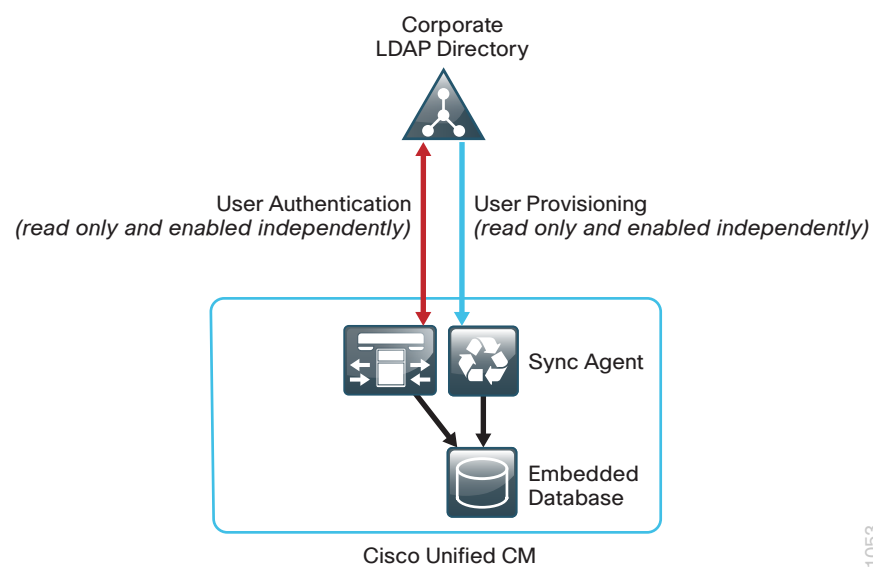 Corporate
LDAP Directory
User Authentication
(read only and enabled independently)
User Provisioning
(read only and enabled independently)
Sync Agent
Embedded
Database
Cisco Unified CM
1053